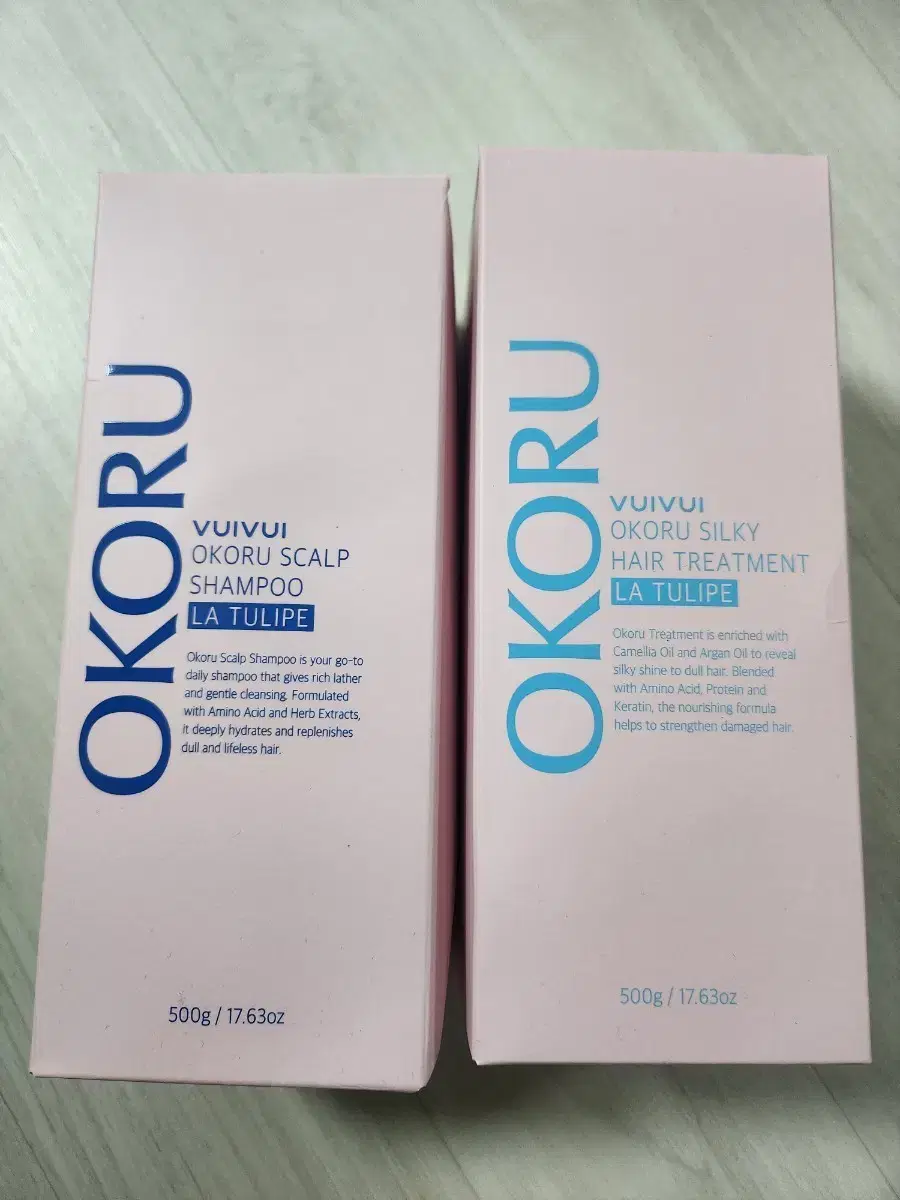 OKORU
VUIVUI
OKORU SCALP
SHAMPOO
LA TULIPE
Okoru Scalp Shampoo is your go-to
daily shampoo that gives rich lather
and gentle cleansing. Formulated
with Amino Acid and Herb Extracts,
it deeply hydrates and replenishes
dull and lifeless hair.
500g / 17.63oz
OKORU
VUIVUI
OKORU SILKY
HAIR TREATMENT
LA TULIPE
Okoru Treatment is enriched with
Camellia Oil and Argan Oil to reveal
silky shine to dull hair. Blended
with Amino Acid, Protein and
Keratin, the nourishing formula
helps to strengthen damaged hair.
500g / 17.63oz